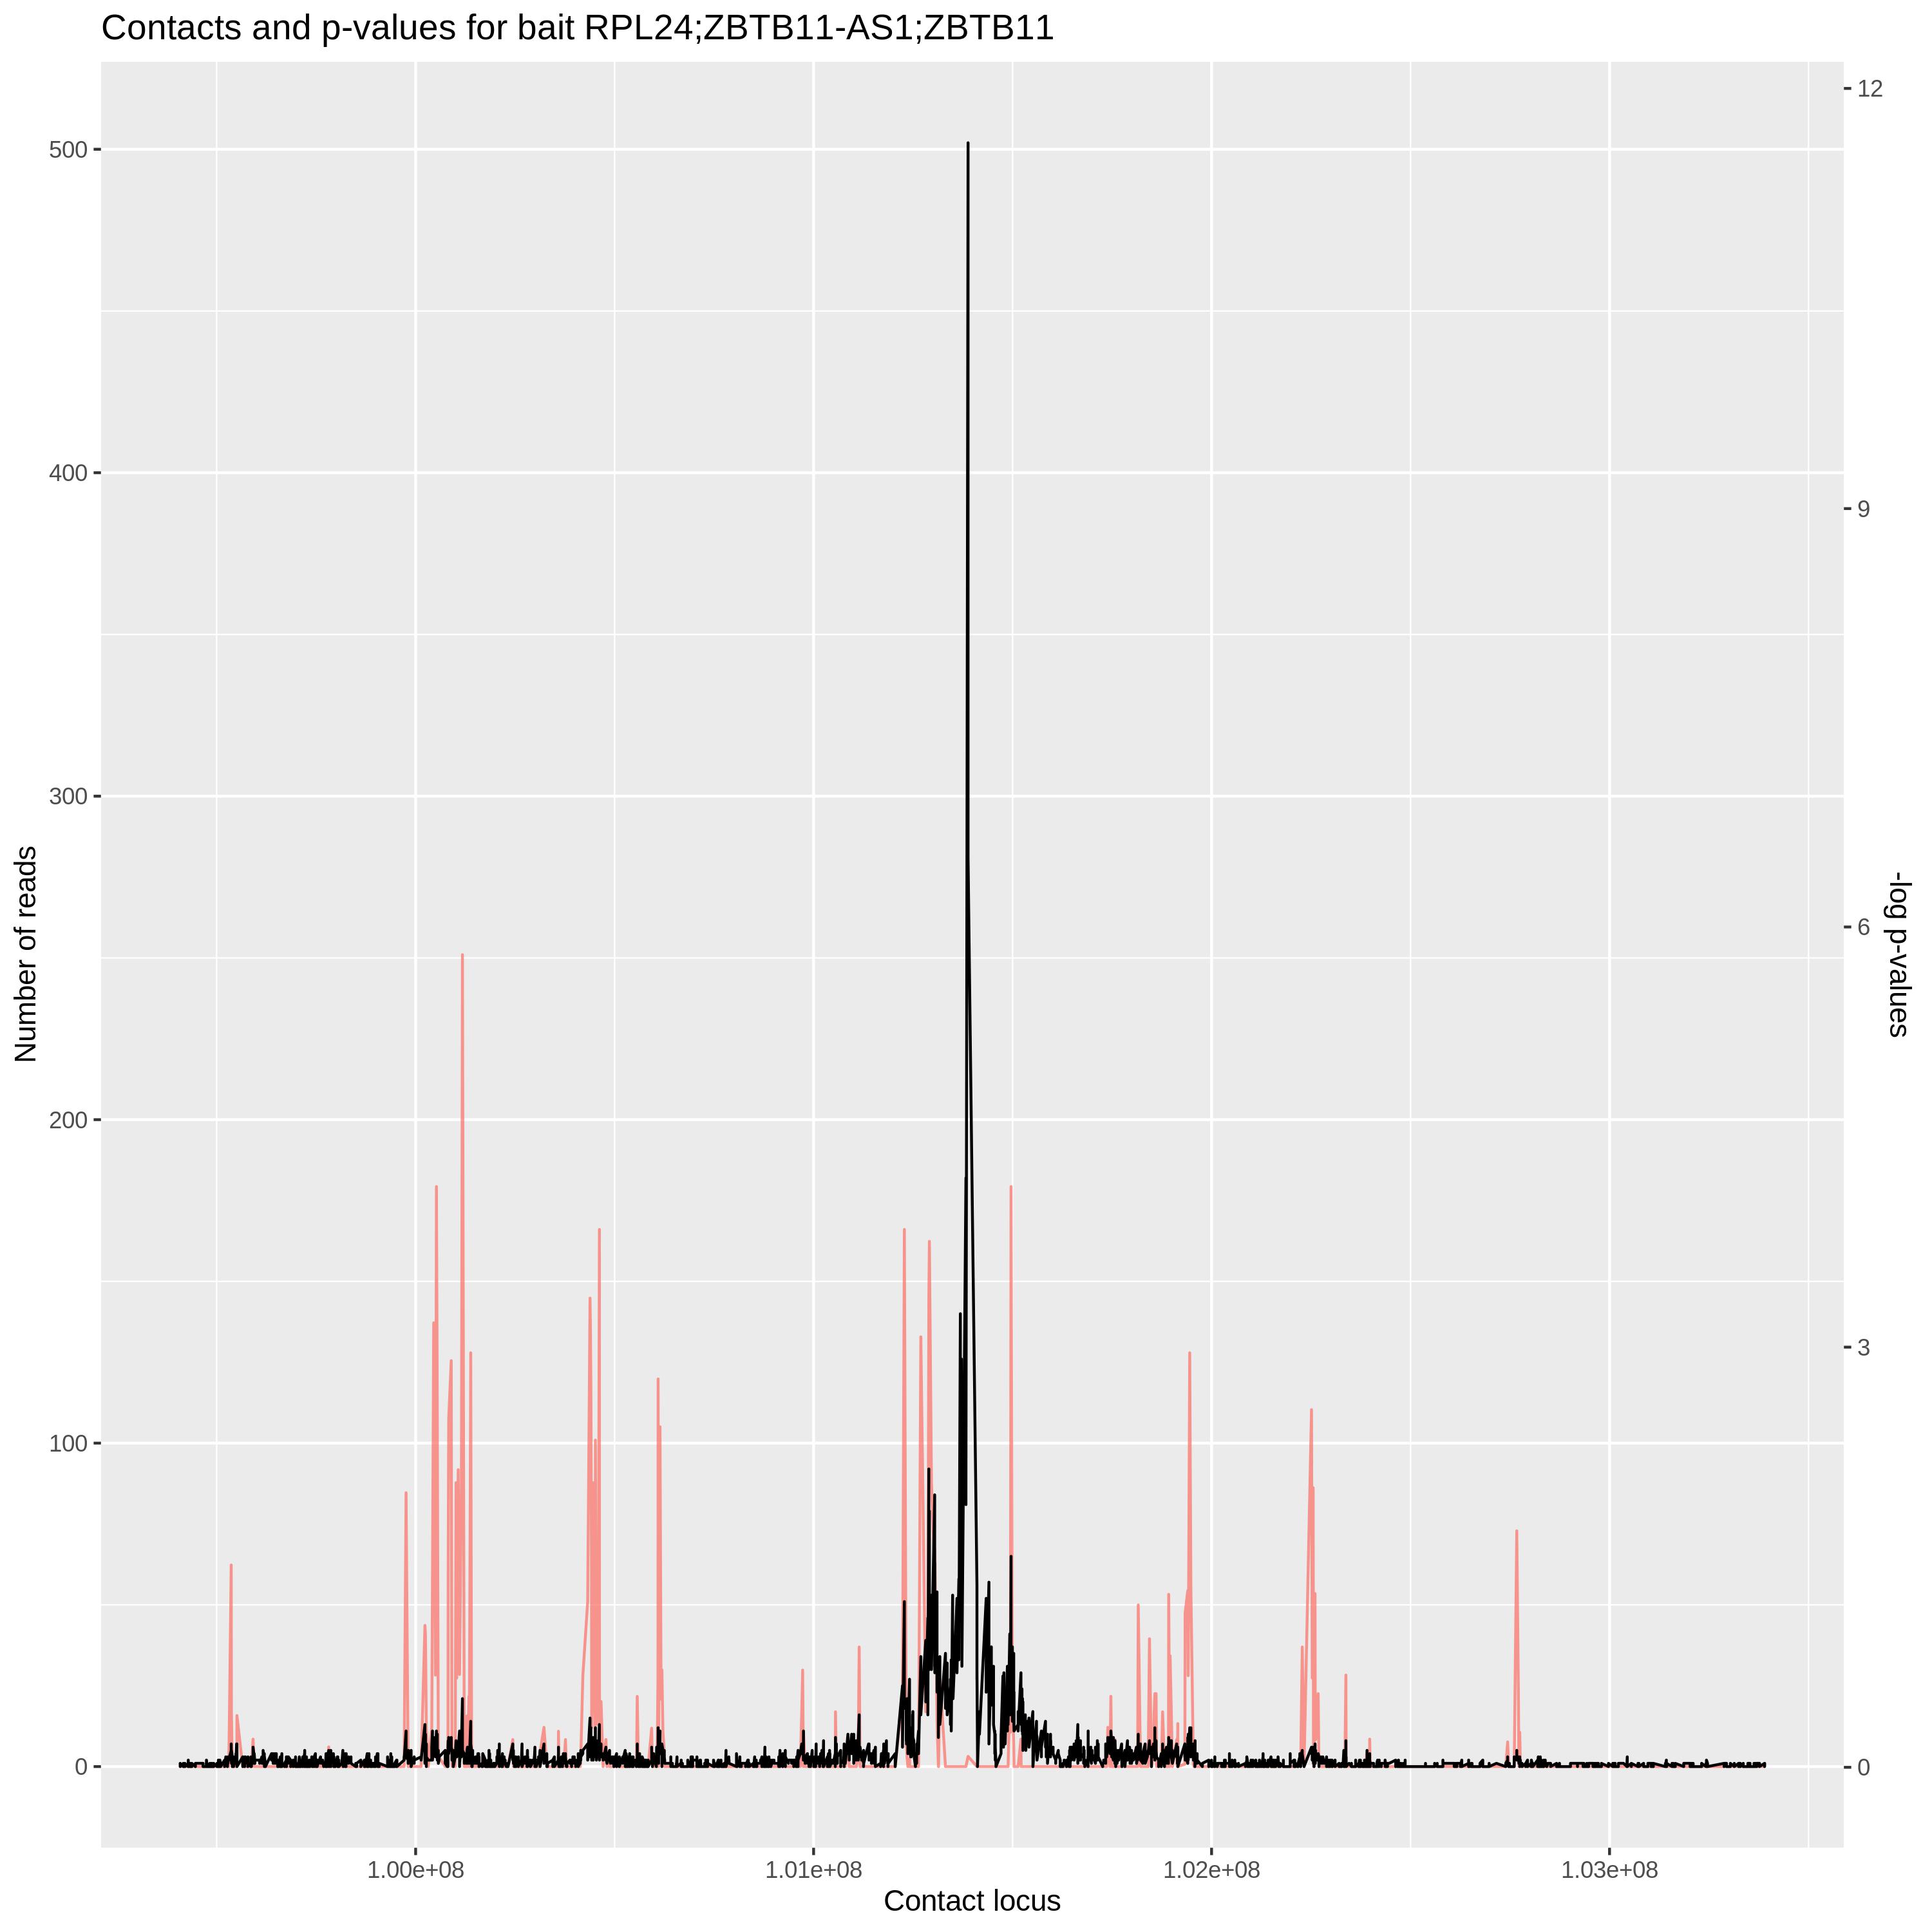 Contacts and p-values for bait RPL24;ZBTB11-AS1;ZBTB11
12
500
9
400
300
6
Number of reads
-log p-values
200
3
100
0
0
1.00e+08
1.01e+08
1.02e+08
1.03e+08
Contact locus